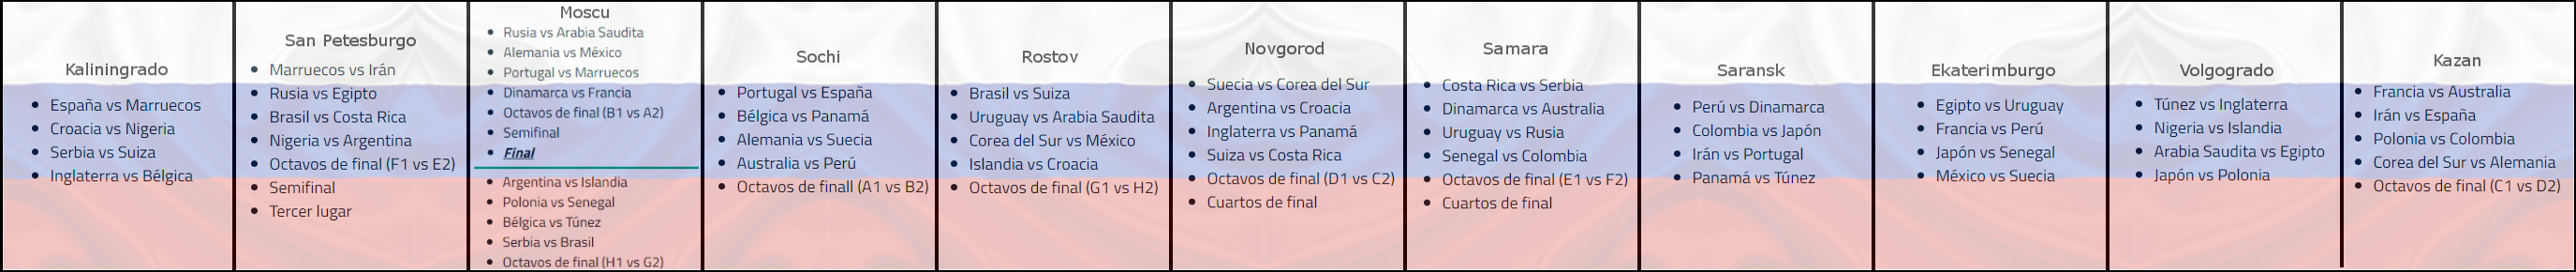 Kaliningrado
España vs Marruecos
Croacia vs Nigeria
Serbia vs Suiza
Inglaterra vs Bélgica
San Petesburgo
Marruecos vs Irán
Rusia vs Egipto
Brasil vs Costa Rica
Nigeria vs Argentina
Octavos de final (F1 vs E2)
Semifinal
Tercer lugar
Moscu
Rusia vs Arabia Saudita
Alemania vs México
Portugal vs Marruecos
Dinamarca vs Francia
Octavos de final (B1 vs A2)
Semifinal
Final
Argentina vs Islandia
Polonia vs Senegal
Bélgica vs Túnez
Serbia vs Brasil
Octavos de final (H1 vs G2)
Sochi
Portugal vs España
Bélgica vs Panamá
Alemania vs Suecia
Australia vs Perú
Octavos de finall (A1 vs B2)
Rostov
Brasil vs Suiza
Uruguay vs Arabia Saudita
Corea del Sur vs México
Islandia vs Croacia
Octavos de final (G1 vs H2)
Novgorod
Suecia vs Corea del Sur
Argentina vs Croacia
Inglaterra vs Panamá
Suiza vs Costa Rica
Octavos de final (D1 vs C2)
Cuartos de final
Samara
Costa Rica vs Serbia
Dinamarca vs Australia
Uruguay vs Rusia
Senegal vs Colombia
Octavos de final (E1 vs F2)
Cuartos de final
Saransk
Perú vs Dinamarca
Colombia vs Japón
Irán vs Portugal
Panamá vs Túnez
Ekaterimburgo
Egipto vs Uruguay
Francia vs Perú
Japón vs Senegal
México vs Suecia
Volgogrado
Túnez vs Inglaterra
Nigeria vs Islandia
Arabia Saudita vs Egipto
Japón vs Polonia
Kazan
Francia vs Australia
Irán vs España
Polonia vs Colombia
Corea del Sur vs Alemania
Octavos de final (C1 vs D2)